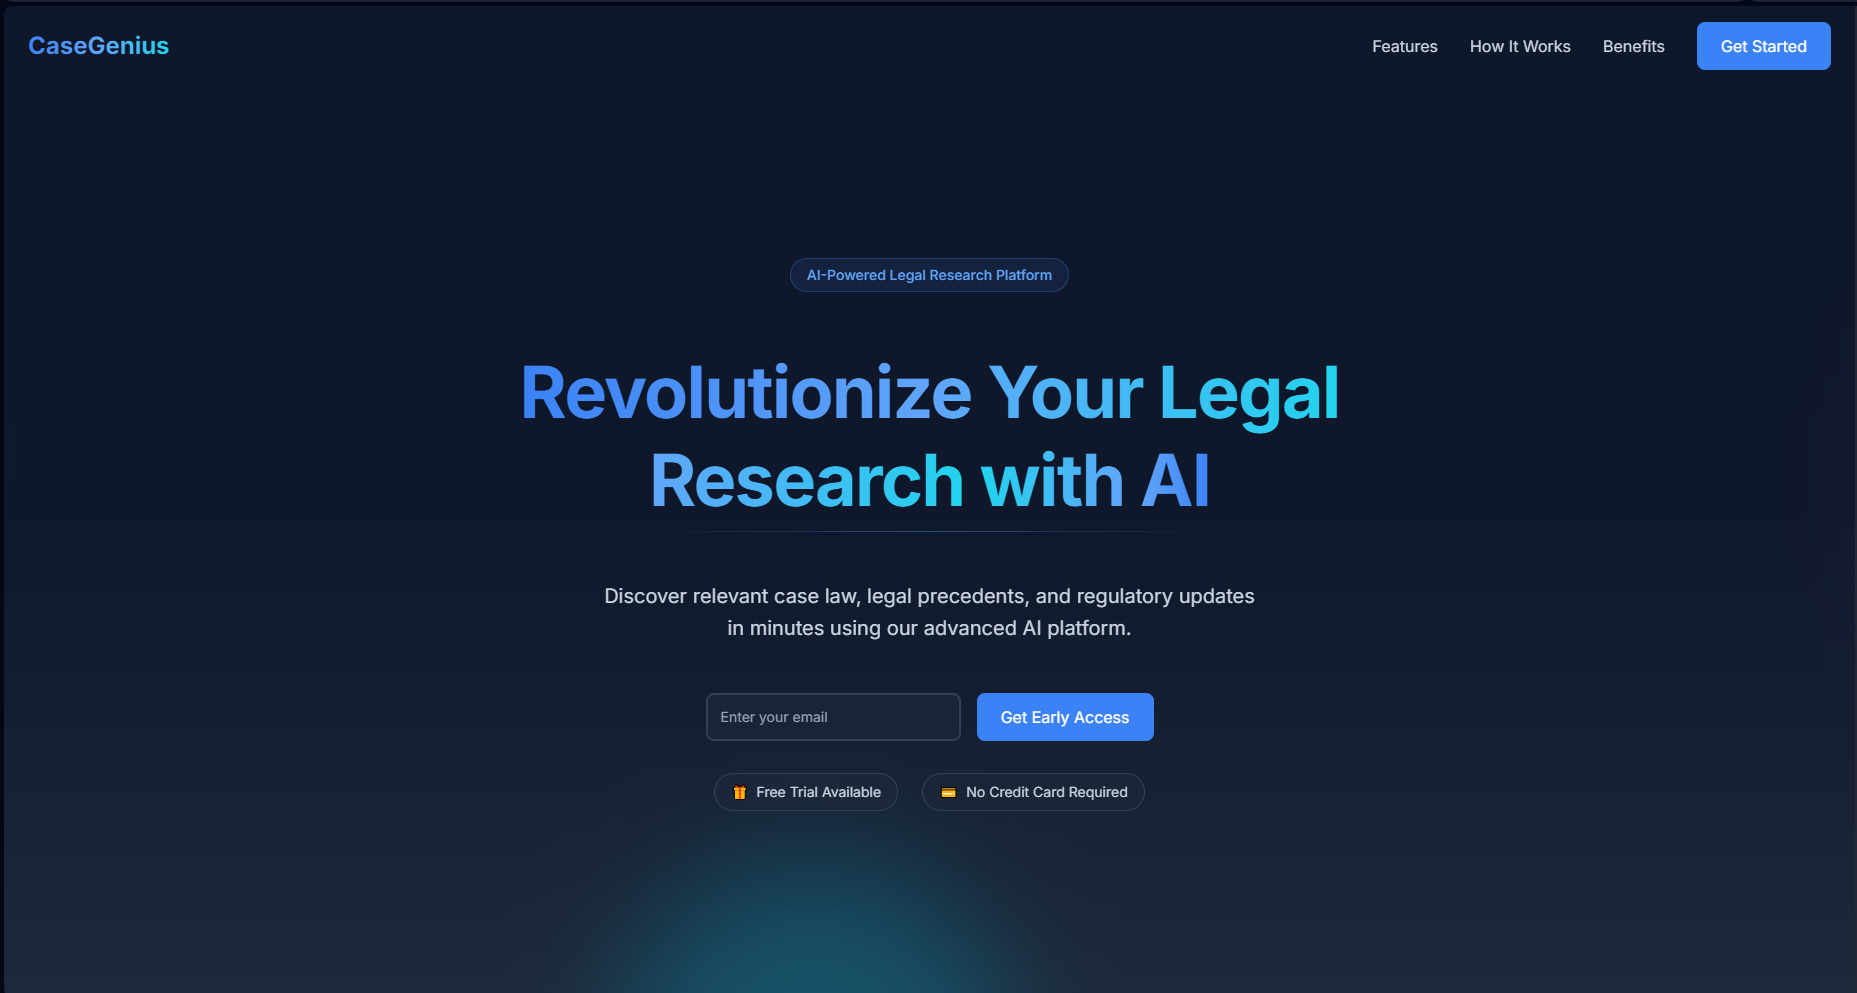 CaseGenius
Features
How It Works
Benefits
Get Started
AI-Powered Legal Research Platform
Revolutionize Your Legal
Research with AI
Discover relevant case law, legal precedents, and regulatory updates
in minutes using our advanced AI platform.
Enter your email
Get Early Access
Free Trial Available
No Credit Card Required